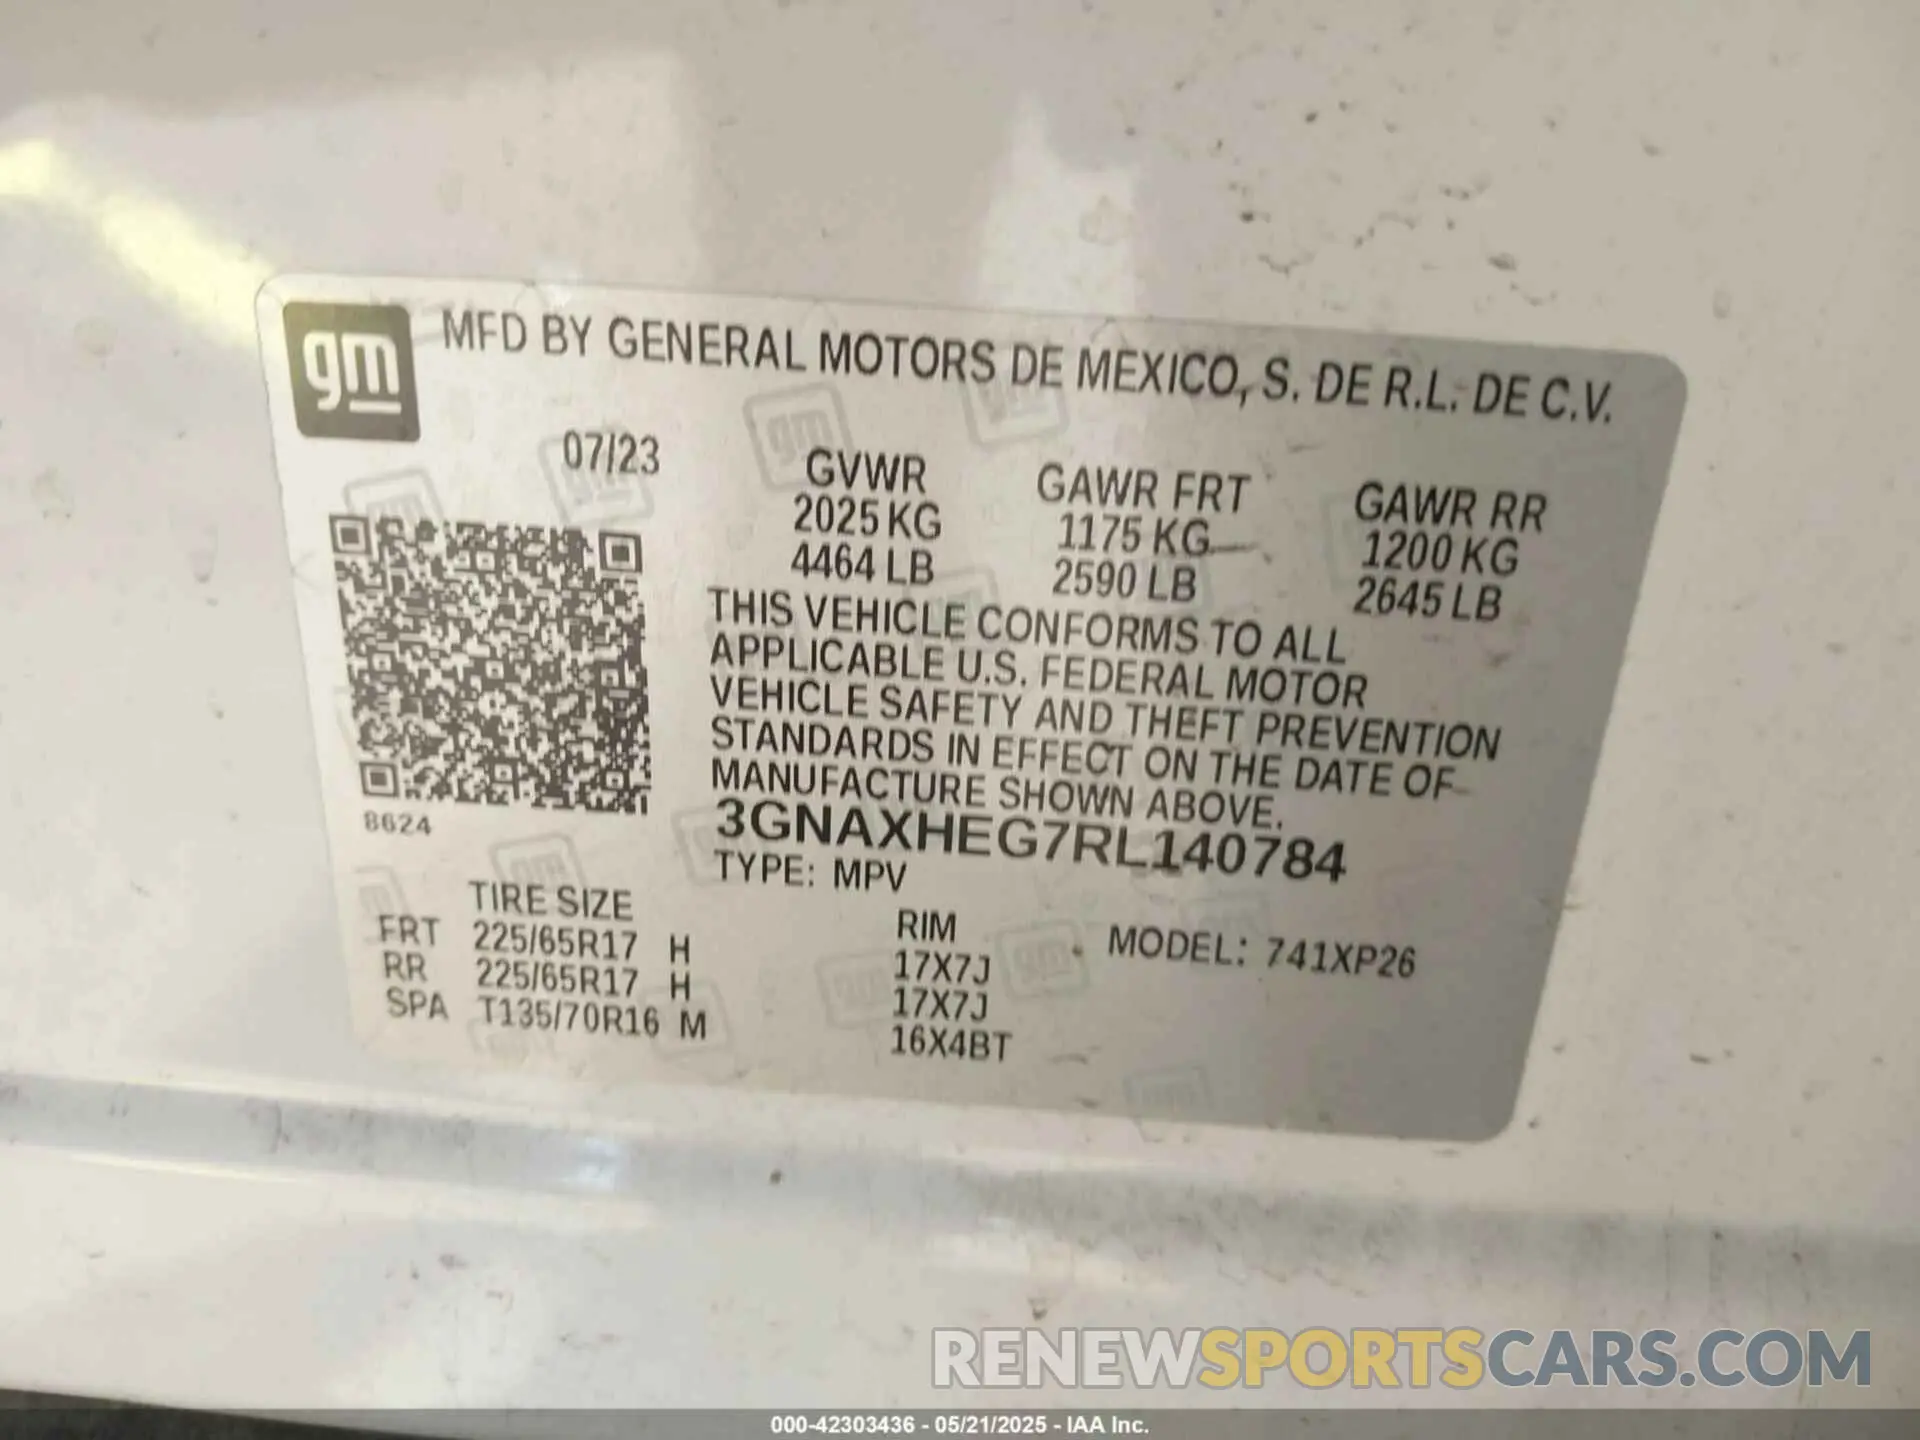 gm
MFD BY GENERAL MOTORS DE MEXICO, S. DE R.L. DE C.V.
07/23
GVWR GAWR FRT GAWR RR
2025 KG 1175 KG 1200 KG
4464 LB 2590 LB 2645 LB
THIS VEHICLE CONFORMS TO ALL
APPLICABLE U.S. FEDERAL MOTOR
VEHICLE SAFETY AND THEFT PREVENTION
STANDARDS IN EFFECT ON THE DATE OF
MANUFACTURE SHOWN ABOVE.
8624
3GNAXHEG7RL140784
TYPE: MPV
TIRE SIZE RIM MODEL: 741XP26
FRT 225/65R17 H 17X7J
RR 225/65R17 H 17X7J
SPA T135/70R16 M 16X4BT
RENEWSPORTSCARS.COM
000-42303436 - 05/21/2025 - IAA Inc.